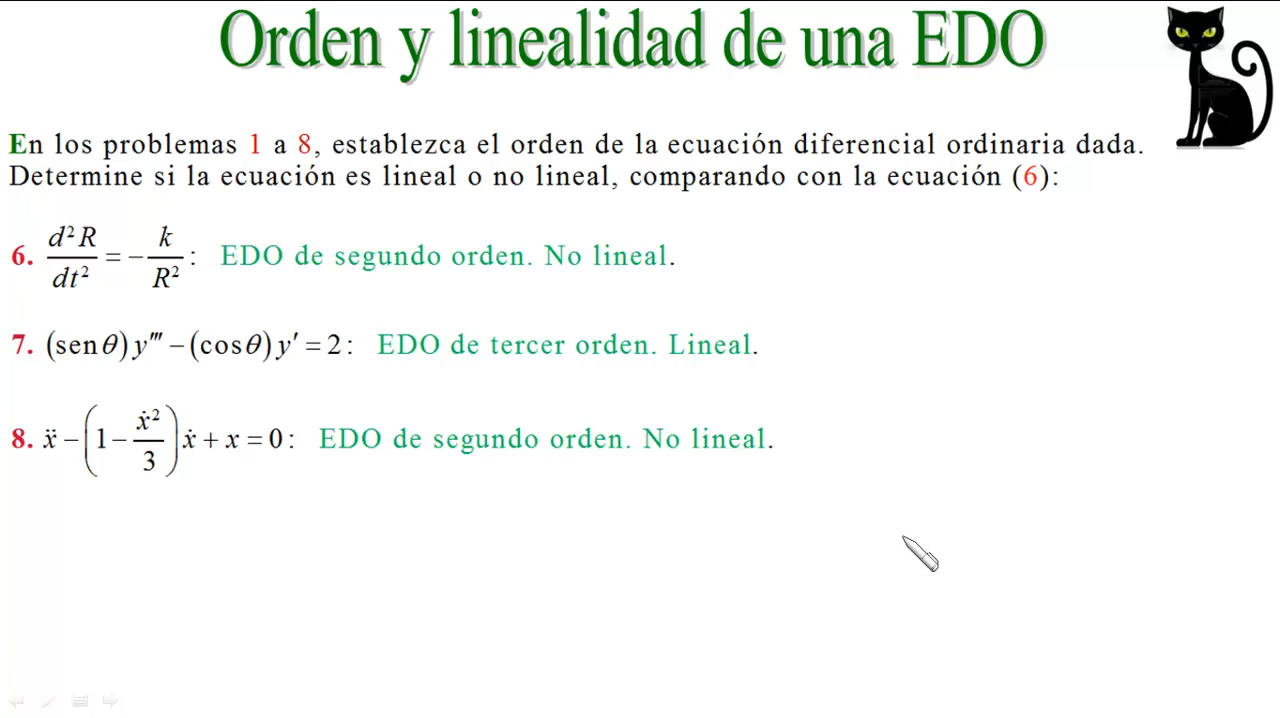 Orden y linealidad de una EDO
En los problemas 1 a 8, establezca el orden de la ecuación diferencial ordinaria dada.
Determine si la ecuación es lineal o no lineal, comparando con la ecuación (6):
6. d²R/dt² = −k/R² : EDO de segundo orden. No lineal.
7. (sen θ) y‴ − (cos θ) y′ = 2 : EDO de tercer orden. Lineal.
8. ẍ − (1 − ẋ²/3) ẋ + x = 0 : EDO de segundo orden. No lineal.